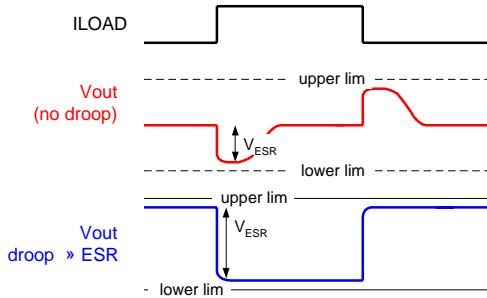 ILOAD
upper lim
Vout
(no droop)
VESR
lower lim
upper lim
VESR
Vout
droop » ESR
lower lim